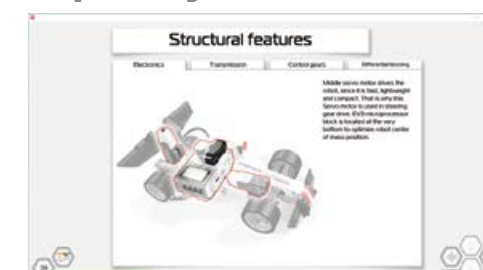 Structural features
Electronics Transmission Control gears Differential housing
Middle servo motor drives the
robot, since it is fast, lightweight
and compact. That is why this
Servo motor is used in steering
gear drive. EV3 microprocessor
block is located at the very
bottom to optimize robot center
of mass position.